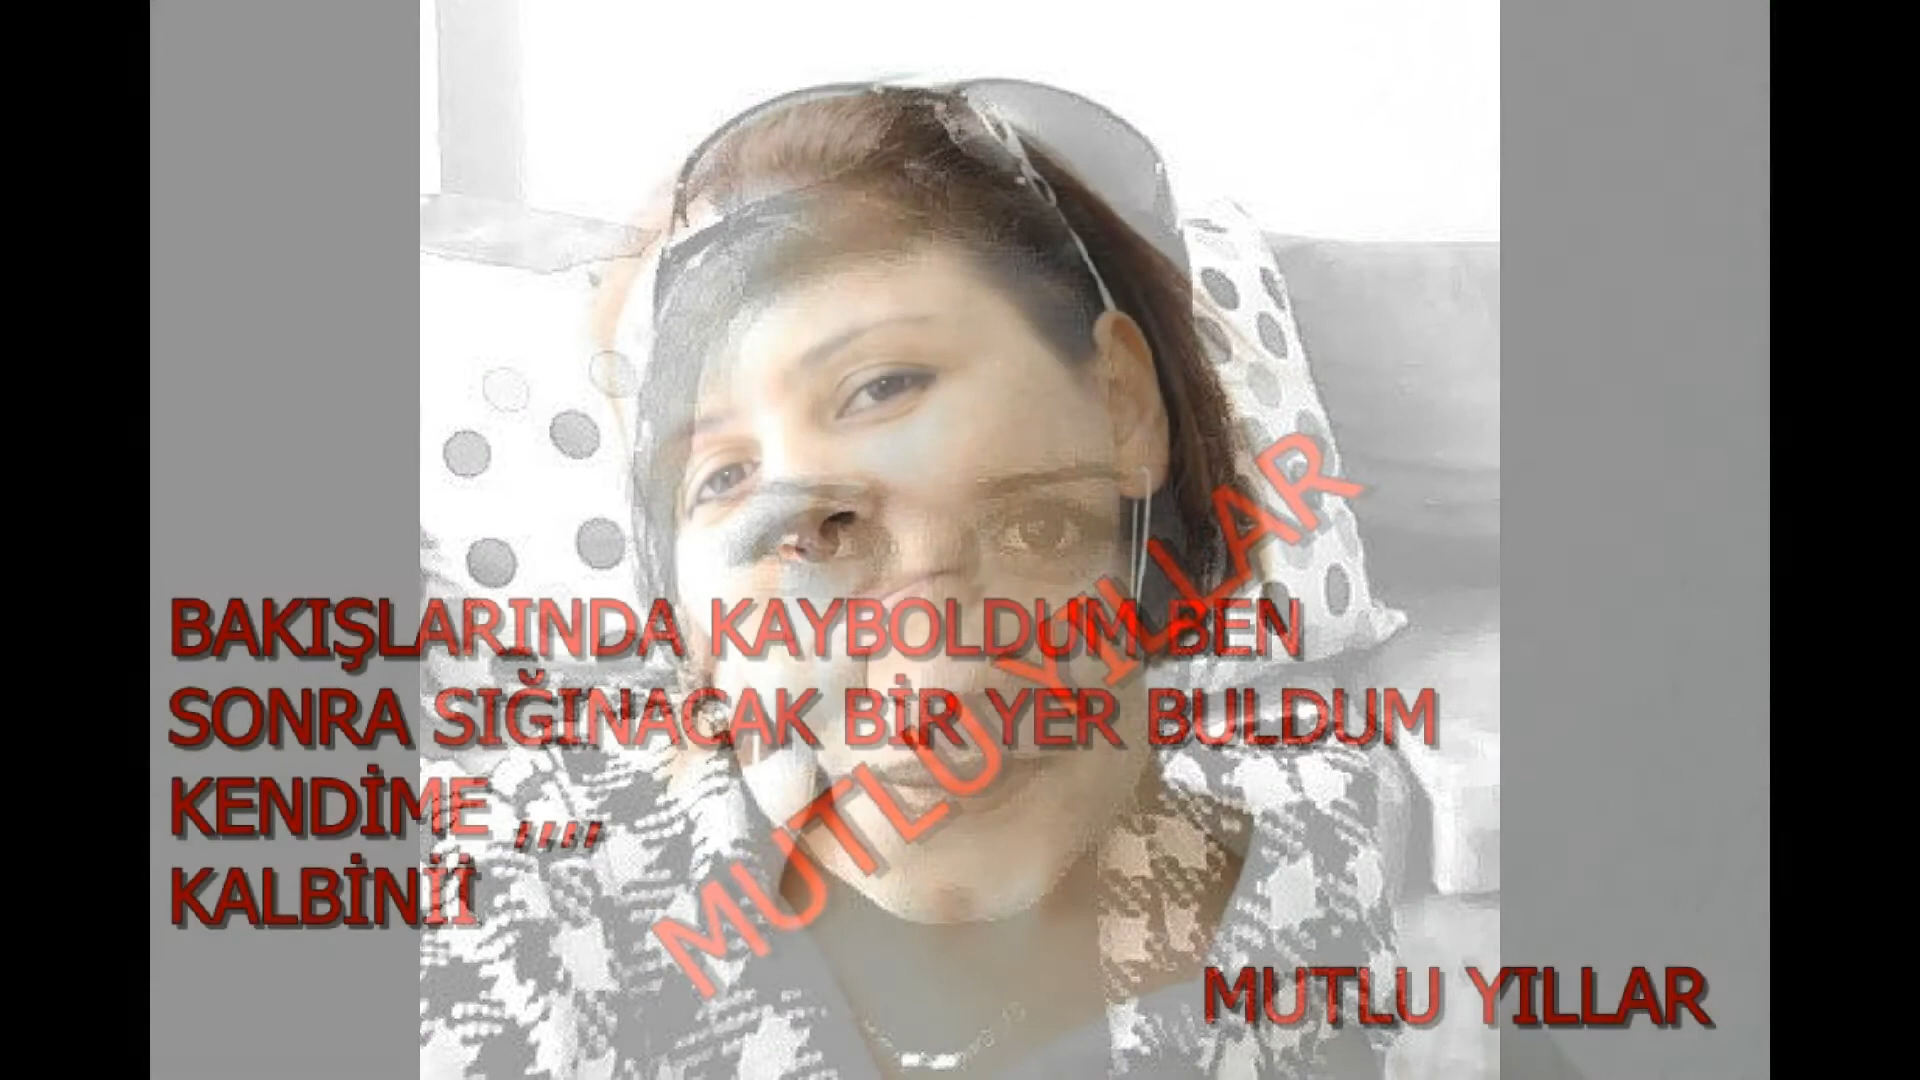 BAKIŞLARINDA KAYBOLDUM BEN
SONRA SIĞINACAK BİR YER BULDUM
KENDİME ,,,,
KALBİNİİ
MUTLU YILLAR
MUTLU YILLAR